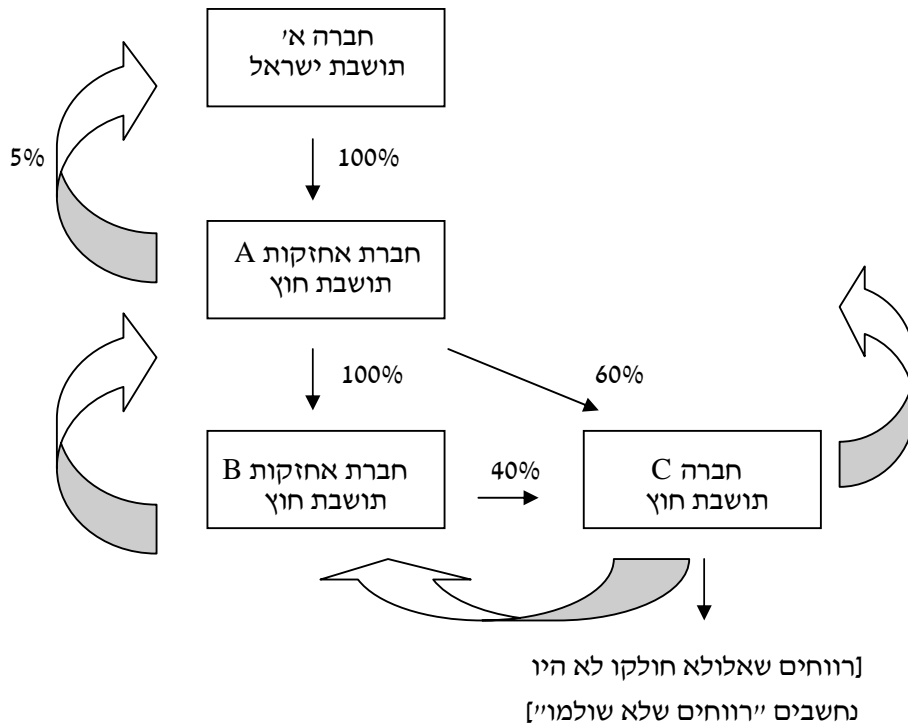 חברה א'
תושבת ישראל
5%
100%
חברת אחזקות A
תושבת חוץ
100%
60%
חברת אחזקות B
תושבת חוץ
40%
חברה C
תושבת חוץ
[רווחים שאלולא חולקו לא היו
נחשבים "רווחים שלא שולמו"]